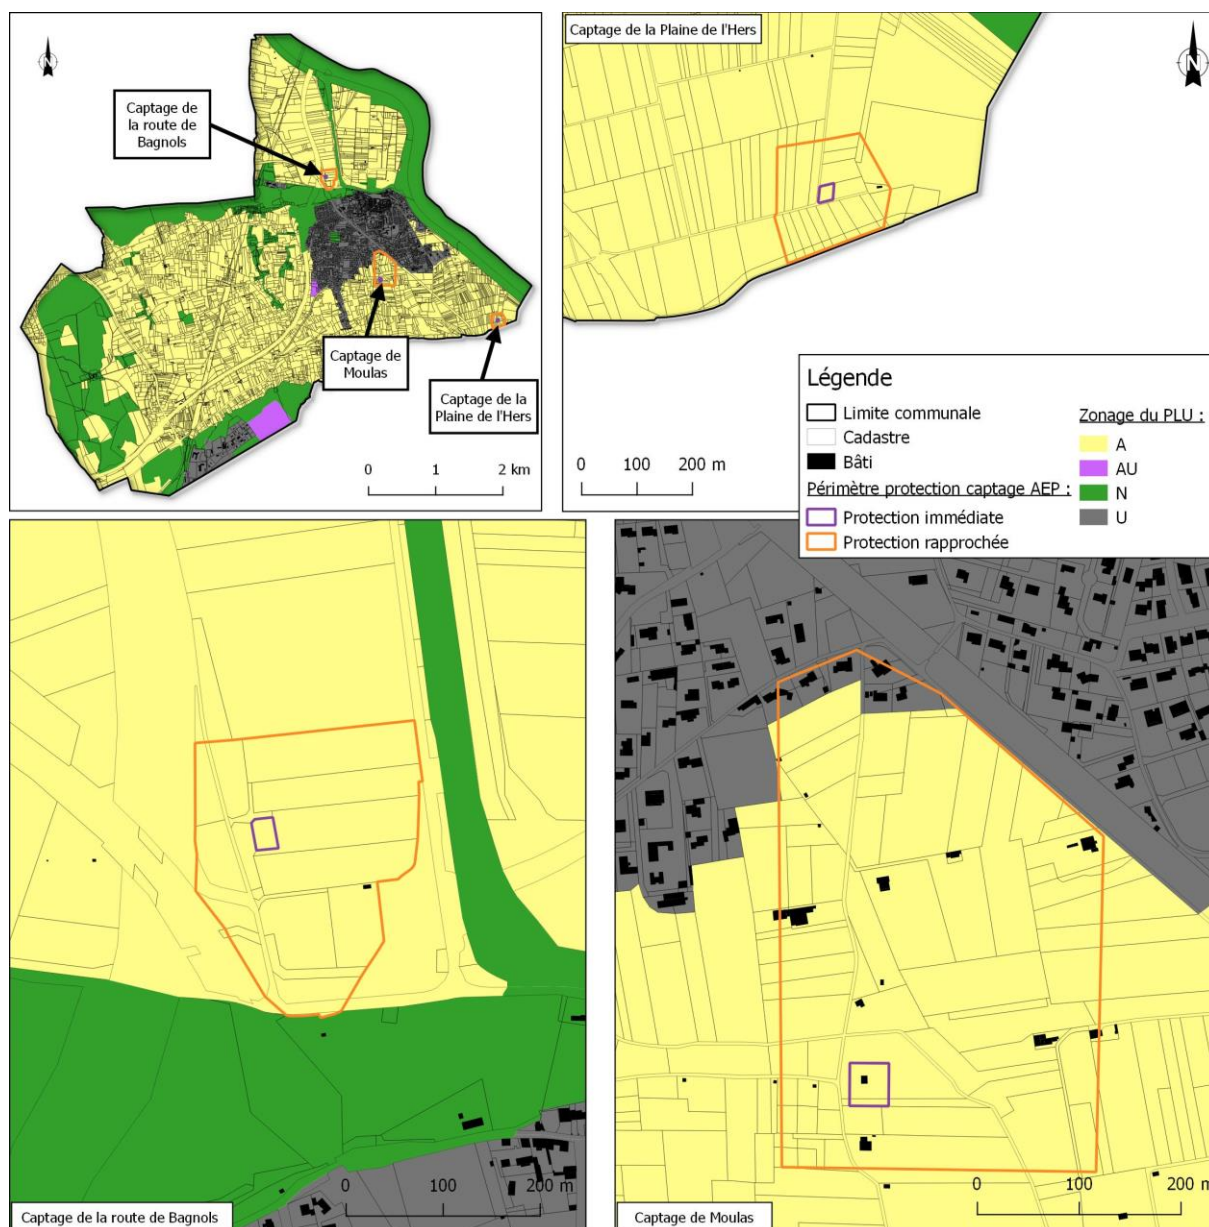 N
Captage de
la route de
Bagnols
Captage de
Moulas
Captage de la
Plaine de l'Hers
0 1 2 km
Captage de la Plaine de l'Hers
N
0 100 200 m
Légende
Limite communale
Cadastre
Bâti
Périmètre protection captage AEP :
Protection immédiate
Protection rapprochée
Zonage du PLU :
A
AU
N
U
0 100 200 m
Captage de la route de Bagnols
0 100 200 m
Captage de Moulas